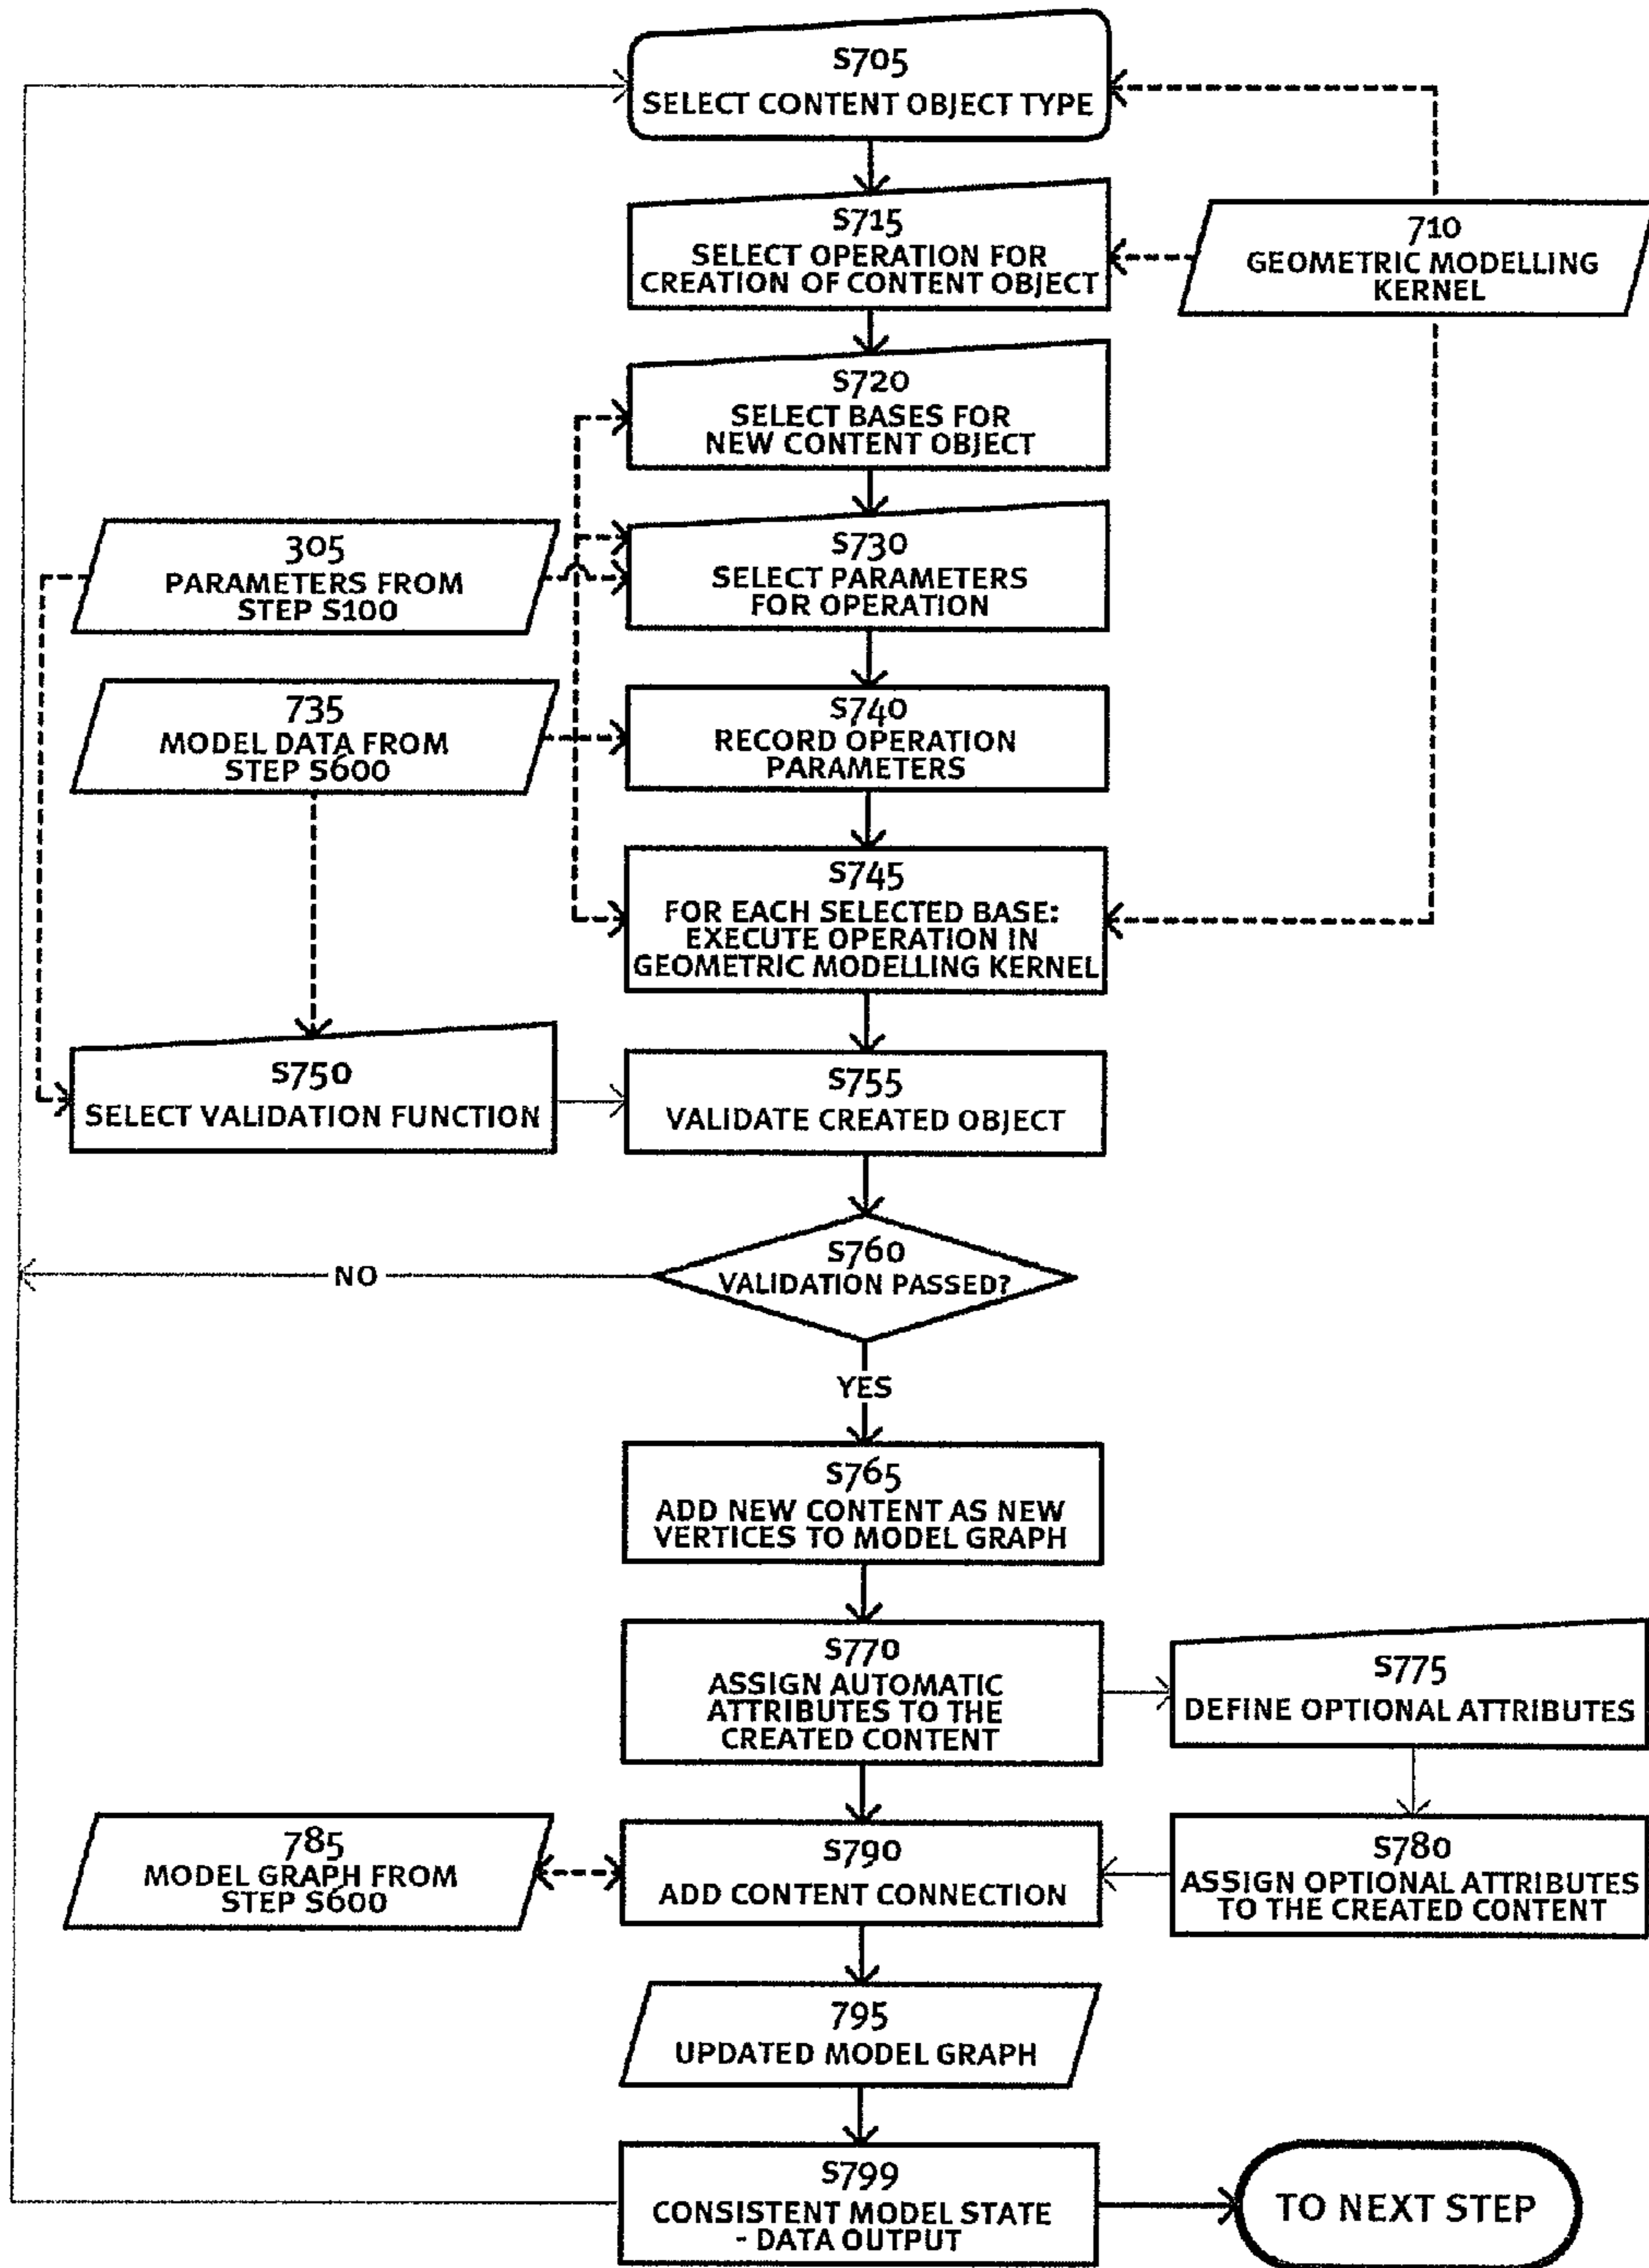 S705
SELECT CONTENT OBJECT TYPE
S715
SELECT OPERATION FOR
CREATION OF CONTENT OBJECT
710
GEOMETRIC MODELLING
KERNEL
S720
SELECT BASES FOR
NEW CONTENT OBJECT
305
PARAMETERS FROM
STEP S100
S730
SELECT PARAMETERS
FOR OPERATION
735
MODEL DATA FROM
STEP S600
S740
RECORD OPERATION
PARAMETERS
S745
FOR EACH SELECTED BASE:
EXECUTE OPERATION IN
GEOMETRIC MODELLING KERNEL
S750
SELECT VALIDATION FUNCTION
S755
VALIDATE CREATED OBJECT
S760
VALIDATION PASSED?
NO
YES
S765
ADD NEW CONTENT AS NEW
VERTICES TO MODEL GRAPH
S770
ASSIGN AUTOMATIC
ATTRIBUTES TO THE
CREATED CONTENT
S775
DEFINE OPTIONAL ATTRIBUTES
785
MODEL GRAPH FROM
STEP S600
S790
ADD CONTENT CONNECTION
S780
ASSIGN OPTIONAL ATTRIBUTES
TO THE CREATED CONTENT
795
UPDATED MODEL GRAPH
S799
CONSISTENT MODEL STATE
- DATA OUTPUT
TO NEXT STEP